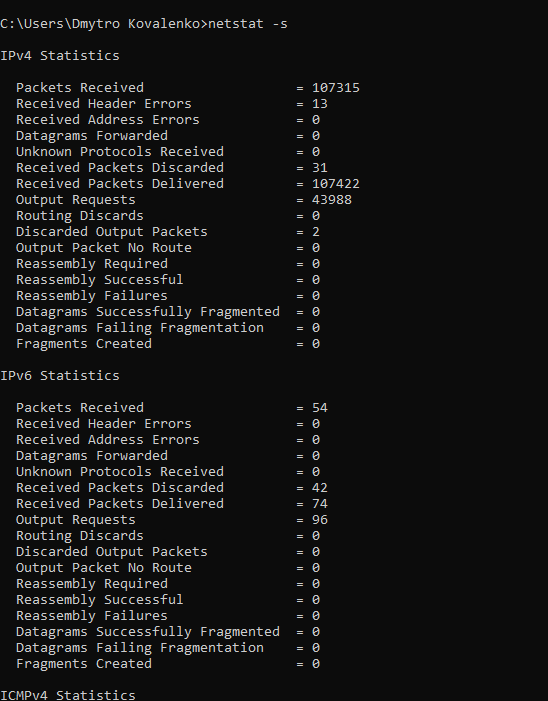 C:\Users\Dmytro Kovalenko>netstat -s
IPv4 Statistics
Packets Received = 107315
Received Header Errors = 13
Received Address Errors = 0
Datagrams Forwarded = 0
Unknown Protocols Received = 0
Received Packets Discarded = 31
Received Packets Delivered = 107422
Output Requests = 43988
Routing Discards = 0
Discarded Output Packets = 2
Output Packet No Route = 0
Reassembly Required = 0
Reassembly Successful = 0
Reassembly Failures = 0
Datagrams Successfully Fragmented = 0
Datagrams Failing Fragmentation = 0
Fragments Created = 0
IPv6 Statistics
Packets Received = 54
Received Header Errors = 0
Received Address Errors = 0
Datagrams Forwarded = 0
Unknown Protocols Received = 0
Received Packets Discarded = 42
Received Packets Delivered = 74
Output Requests = 96
Routing Discards = 0
Discarded Output Packets = 0
Output Packet No Route = 0
Reassembly Required = 0
Reassembly Successful = 0
Reassembly Failures = 0
Datagrams Successfully Fragmented = 0
Datagrams Failing Fragmentation = 0
Fragments Created = 0
ICMPv4 Statistics